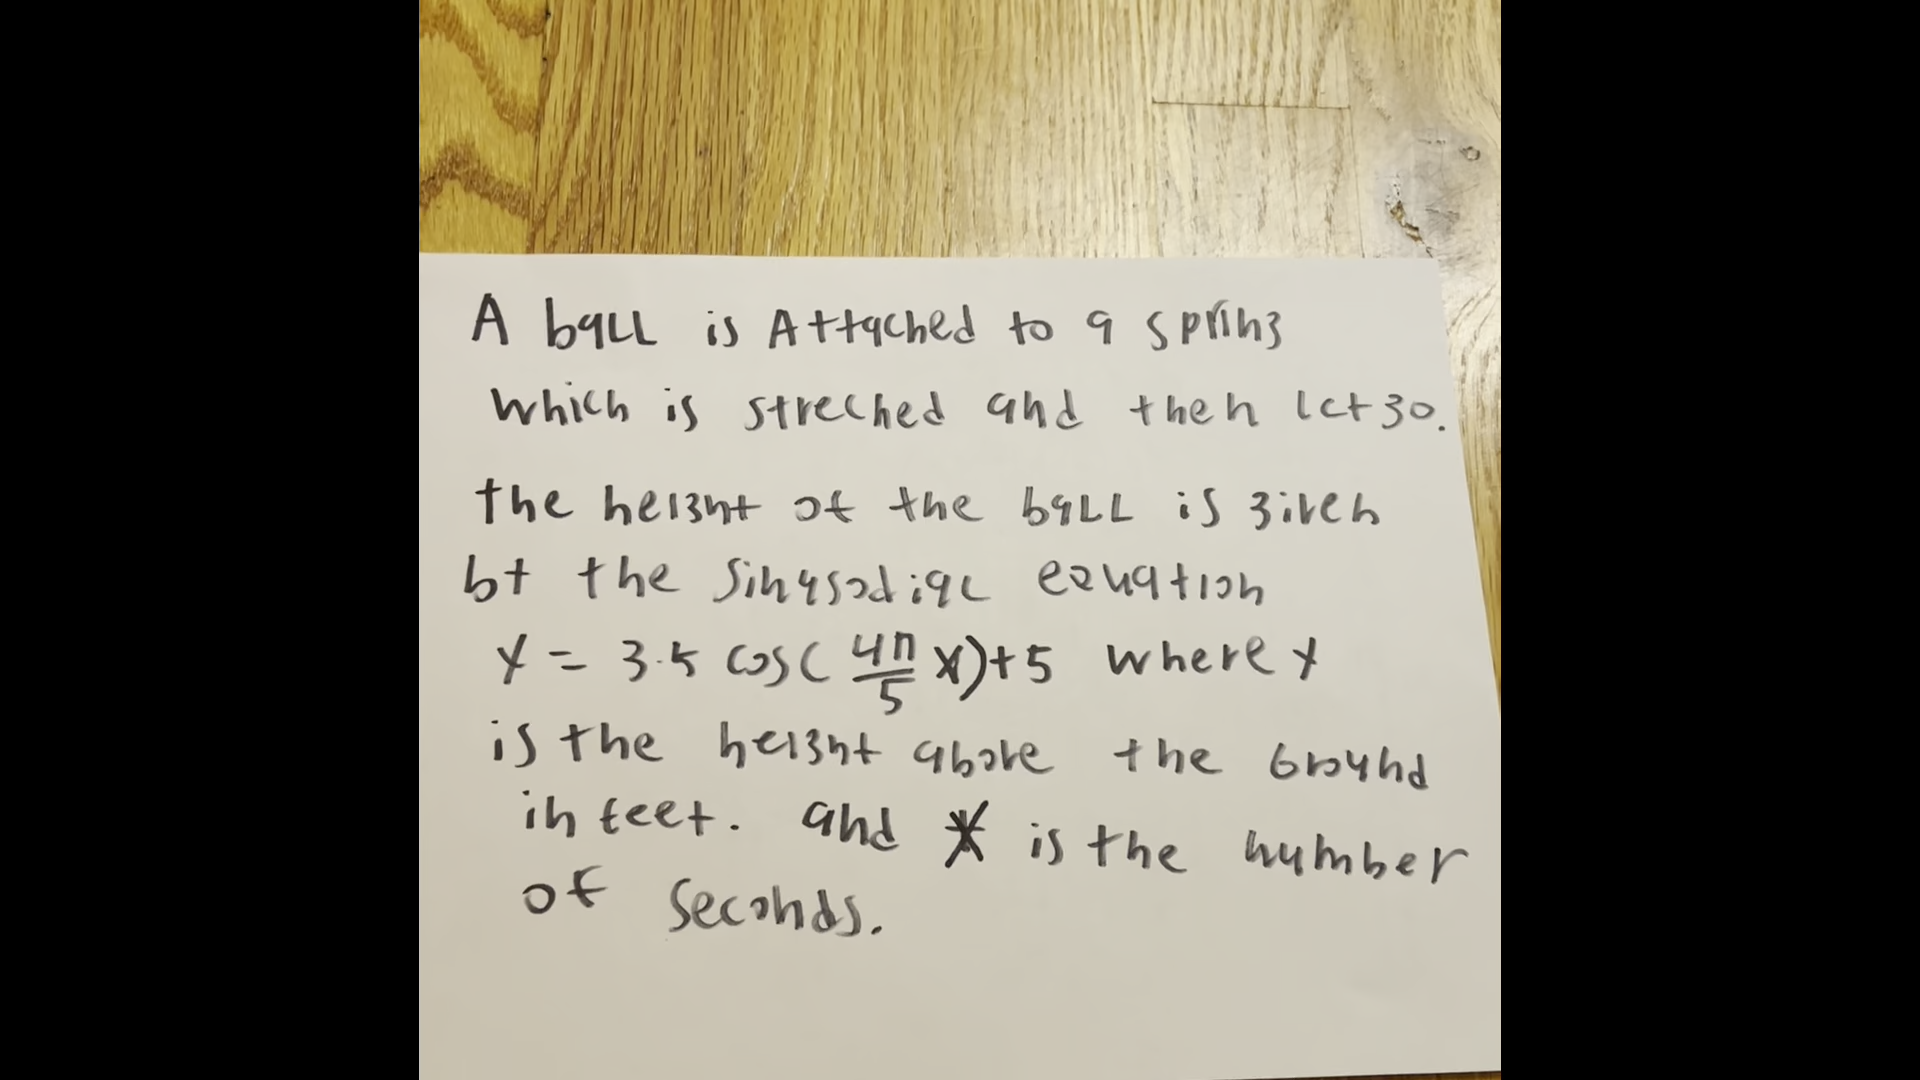 A ball is Attached to a spring
which is streched and then let go.
the height of the ball is given
by the sinusodial equation
y = 3.5 cos( 4π/5 x)+5 where y
is the height above the Ground
in feet. and x is the number
of seconds.